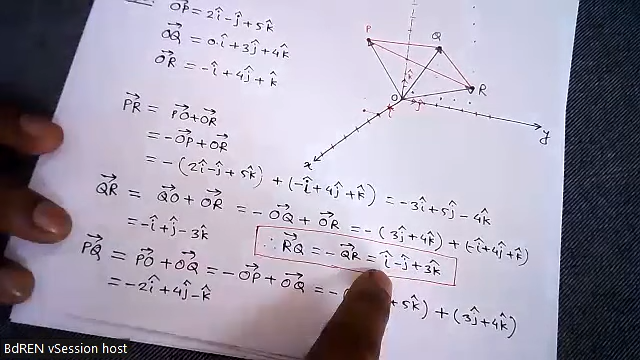 OP⃗ = 2î-ĵ+5k̂
OQ⃗ = 0.î+3ĵ+4k̂
OR⃗ = -î+4ĵ+k̂
P
Q
R
O
î
ĵ
k̂
x
y
PR⃗ = PO⃗+OR⃗
= -OP⃗+OR⃗
= -(2î-ĵ+5k̂) + (-î+4ĵ+k̂) = -3î+5ĵ-4k̂
QR⃗ = QO⃗+OR⃗ = -OQ⃗+OR⃗ = -(3ĵ+4k̂)+(-î+4ĵ+k̂)
= -î+ĵ-3k̂
∴ RQ⃗ = -QR⃗ = î-ĵ+3k̂
PQ⃗ = PO⃗+OQ⃗ = -OP⃗+OQ⃗ = -( +5k̂) + (3ĵ+4k̂)
= -2î+4ĵ-k̂
BdREN vSession host